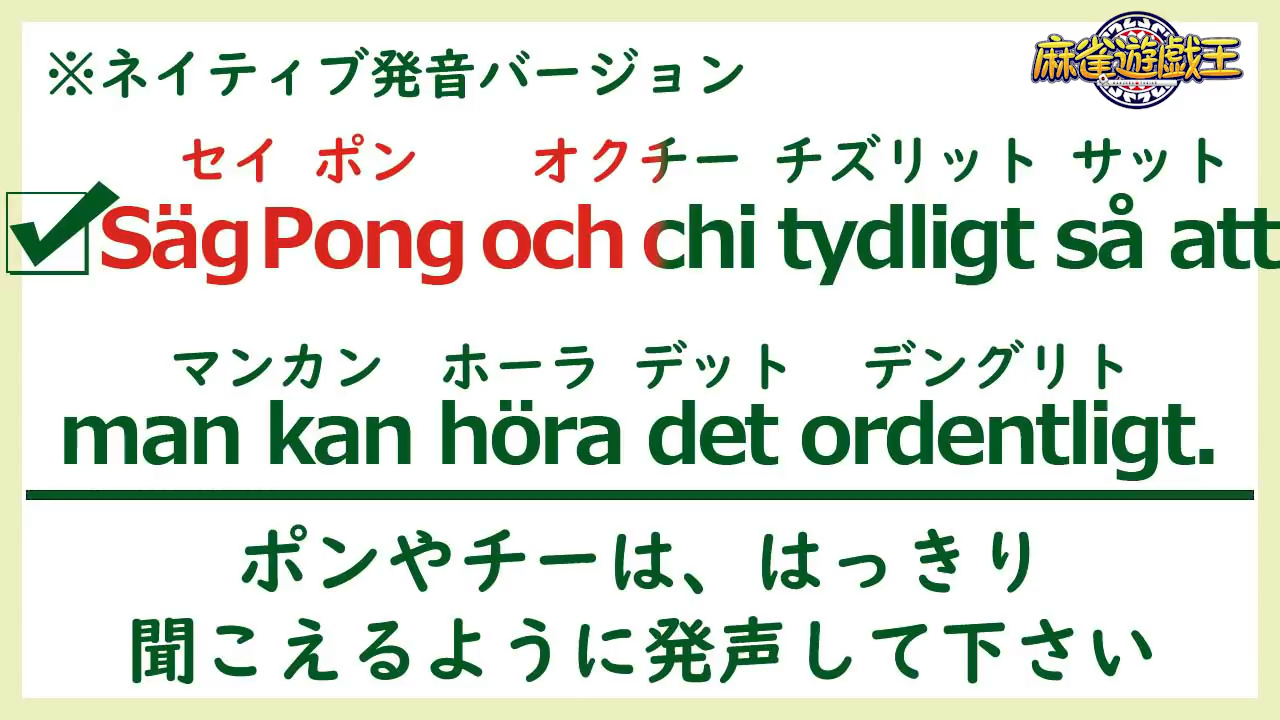 ※ネイティブ発音バージョン
麻雀遊戯王
セイ ポン オクチー チズリット サット
Säg Pong och chi tydligt så att
マンカン ホーラ デット デングリト
man kan höra det ordentligt.
ポンやチーは、はっきり
聞こえるように発声して下さい